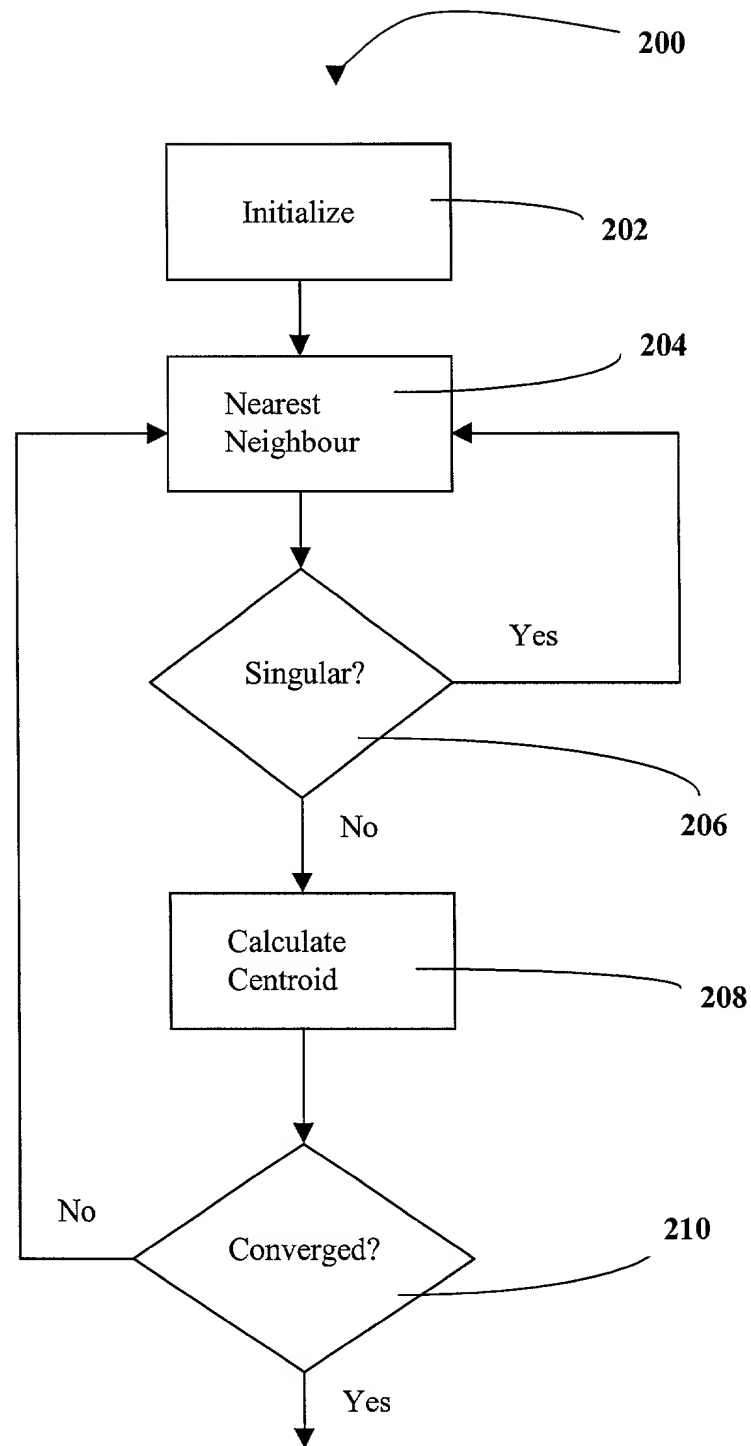 200
Initialize
202
204
Nearest
Neighbour
Yes
Singular?
206
No
Calculate
Centroid
208
No
Converged?
210
Yes